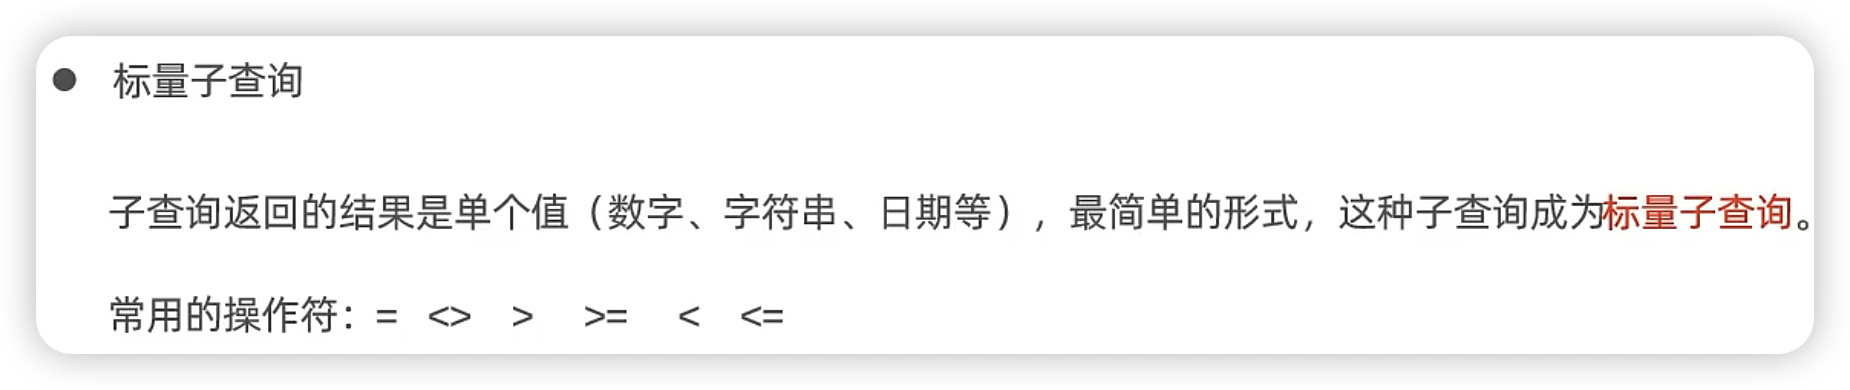 ● 标量子查询
子查询返回的结果是单个值（数字、字符串、日期等），最简单的形式，这种子查询成为标量子查询。
常用的操作符：= <> > >= < <=